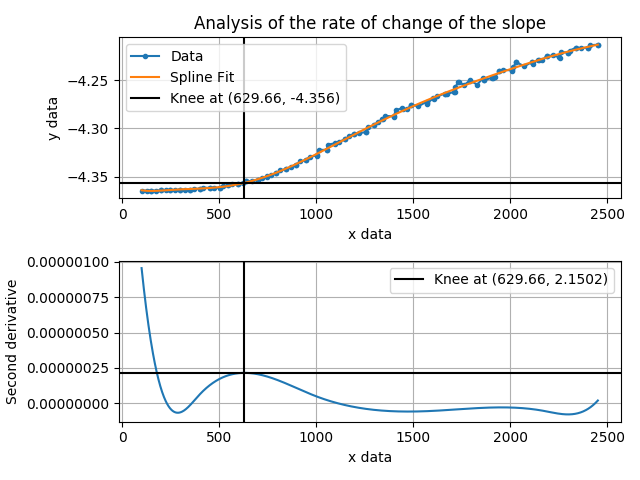 Analysis of the rate of change of the slope
Data
Spline Fit
Knee at (629.66, -4.356)
−4.25
−4.30
−4.35
y data
0
500
1000
1500
2000
2500
x data
Knee at (629.66, 2.1502)
0.00000100
0.00000075
0.00000050
0.00000025
0.00000000
Second derivative
0
500
1000
1500
2000
2500
x data